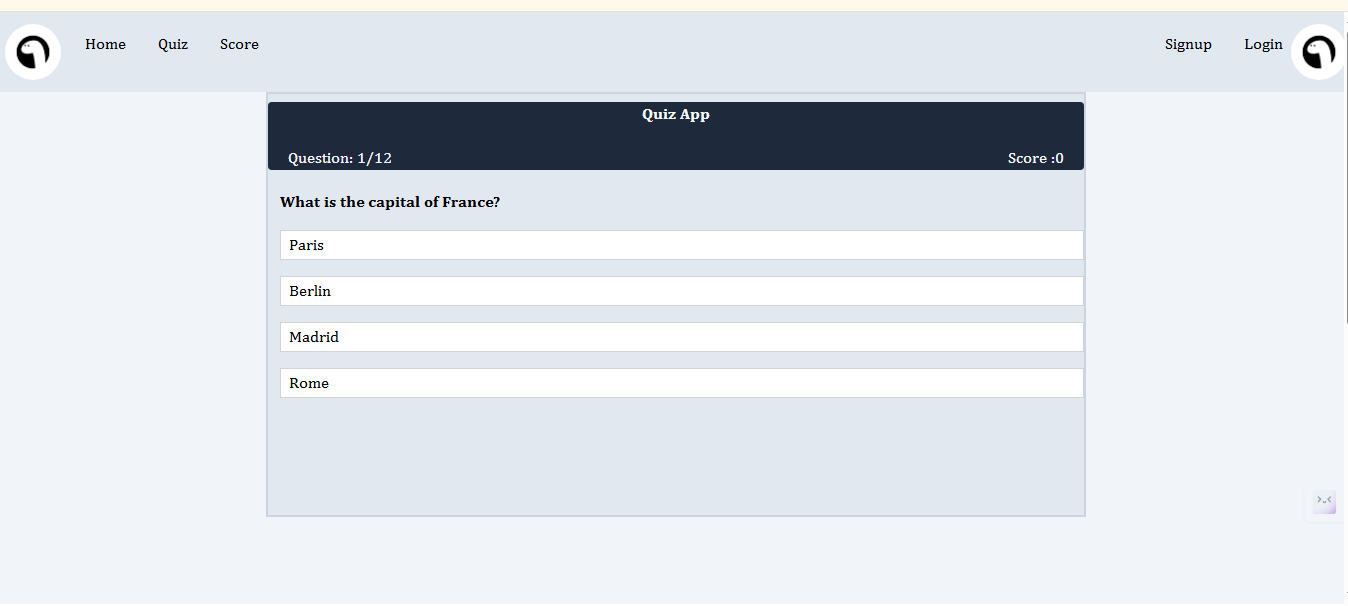 Home Quiz Score Signup Login
Quiz App
Question: 1/12 Score :0
What is the capital of France?
Paris
Berlin
Madrid
Rome